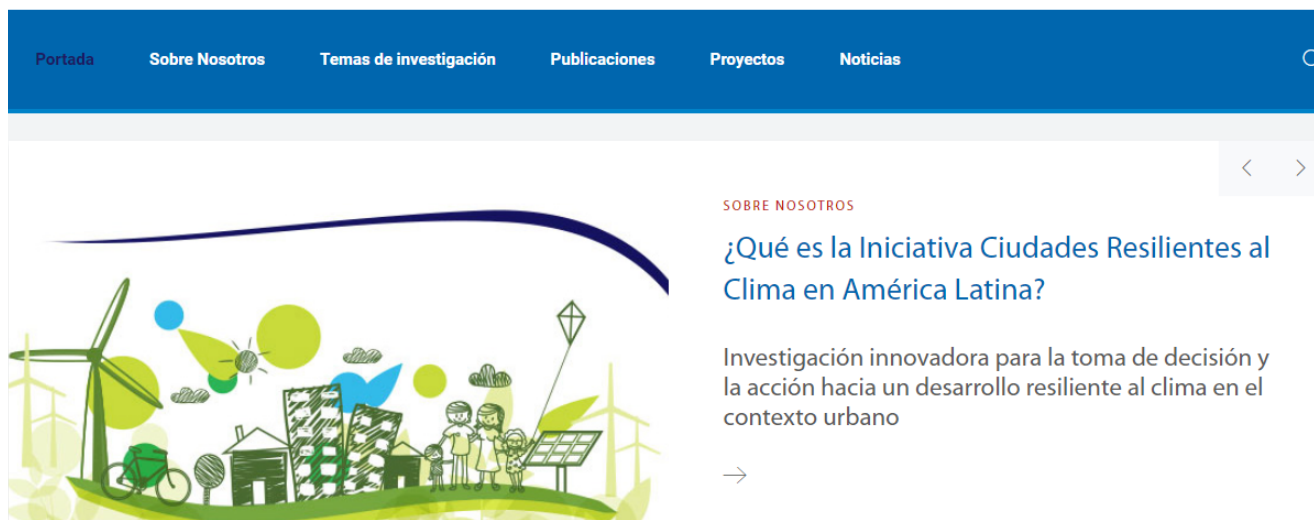 Portada Sobre Nosotros Temas de investigación Publicaciones Proyectos Noticias
SOBRE NOSOTROS
¿Qué es la Iniciativa Ciudades Resilientes al
Clima en América Latina?
Investigación innovadora para la toma de decisión y
la acción hacia un desarrollo resiliente al clima en el
contexto urbano